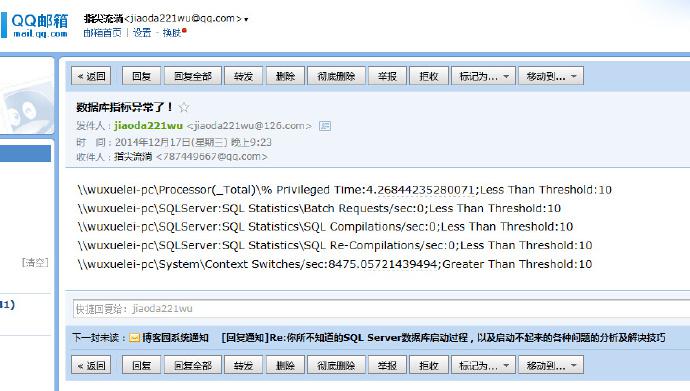 QQ邮箱
mail.qq.com
指尖流淌<jiaoda221wu@qq.com>
邮箱首页 | 设置 - 换肤
« 返回 回复 回复全部 转发 删除 彻底删除 举报 拒收 标记为... 移动到...
数据库指标异常了！
发件人：jiaoda221wu <jiaoda221wu@126.com>
时 间：2014年12月17日(星期三) 晚上9:23
收件人：指尖流淌 <787449667@qq.com>
\\wuxuelei-pc\Processor(_Total)\% Privileged Time:4.26844235280071;Less Than Threshold:10
\\wuxuelei-pc\SQLServer:SQL Statistics\Batch Requests/sec:0;Less Than Threshold:10
\\wuxuelei-pc\SQLServer:SQL Statistics\SQL Compilations/sec:0;Less Than Threshold:10
\\wuxuelei-pc\SQLServer:SQL Statistics\SQL Re-Compilations/sec:0;Less Than Threshold:10
\\wuxuelei-pc\System\Context Switches/sec:8475.05721439494;Greater Than Threshold:10
[清空]
41)
快捷回复给：jiaoda221wu
下一封未读：博客园系统通知 [回复通知]Re:你所不知道的SQL Server数据库启动过程，以及启动不起来的各种问题的分析及解决技巧
« 返回 回复 回复全部 转发 删除 彻底删除 举报 拒收 标记为... 移动到...